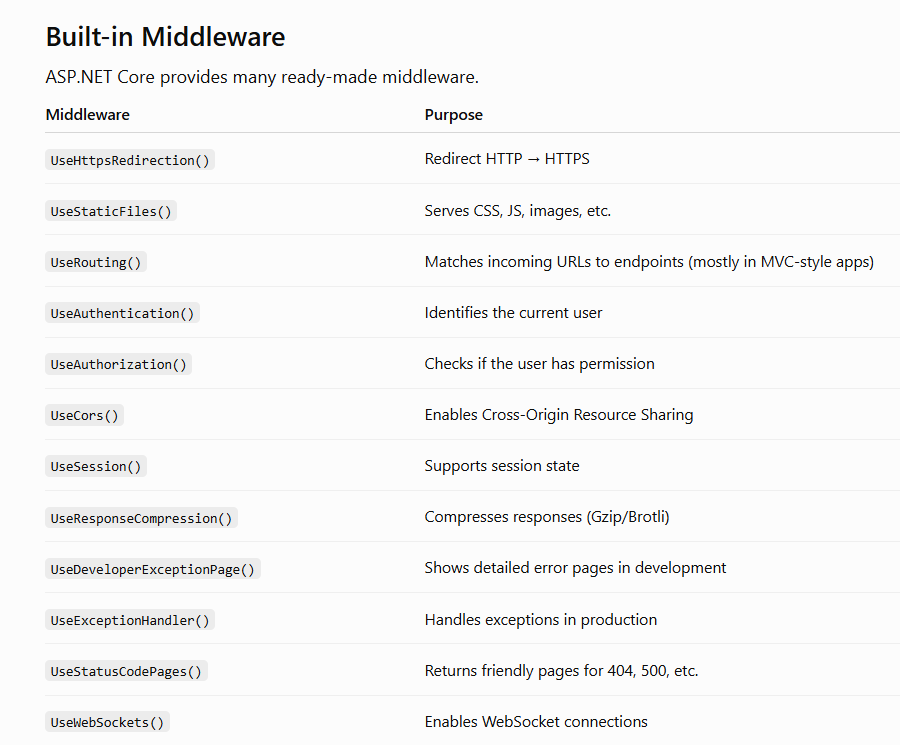 Built-in Middleware
ASP.NET Core provides many ready-made middleware.
Middleware Purpose
UseHttpsRedirection() Redirect HTTP → HTTPS
UseStaticFiles() Serves CSS, JS, images, etc.
UseRouting() Matches incoming URLs to endpoints (mostly in MVC-style apps)
UseAuthentication() Identifies the current user
UseAuthorization() Checks if the user has permission
UseCors() Enables Cross-Origin Resource Sharing
UseSession() Supports session state
UseResponseCompression() Compresses responses (Gzip/Brotli)
UseDeveloperExceptionPage() Shows detailed error pages in development
UseExceptionHandler() Handles exceptions in production
UseStatusCodePages() Returns friendly pages for 404, 500, etc.
UseWebSockets() Enables WebSocket connections